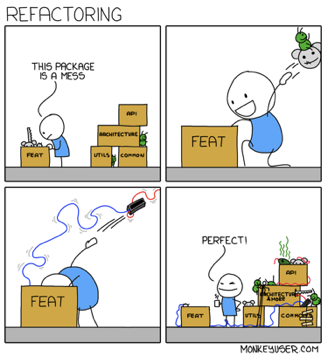 REFACTORING
THIS PACKAGE
IS A MESS
API
ARCHITECTURE
FEAT
UTILS
COMMON
FEAT
FEAT
PERFECT!
API
ARCHITECTURE
& MORE
FEAT
UTILS
COMMON
MONKEYUSER.COM